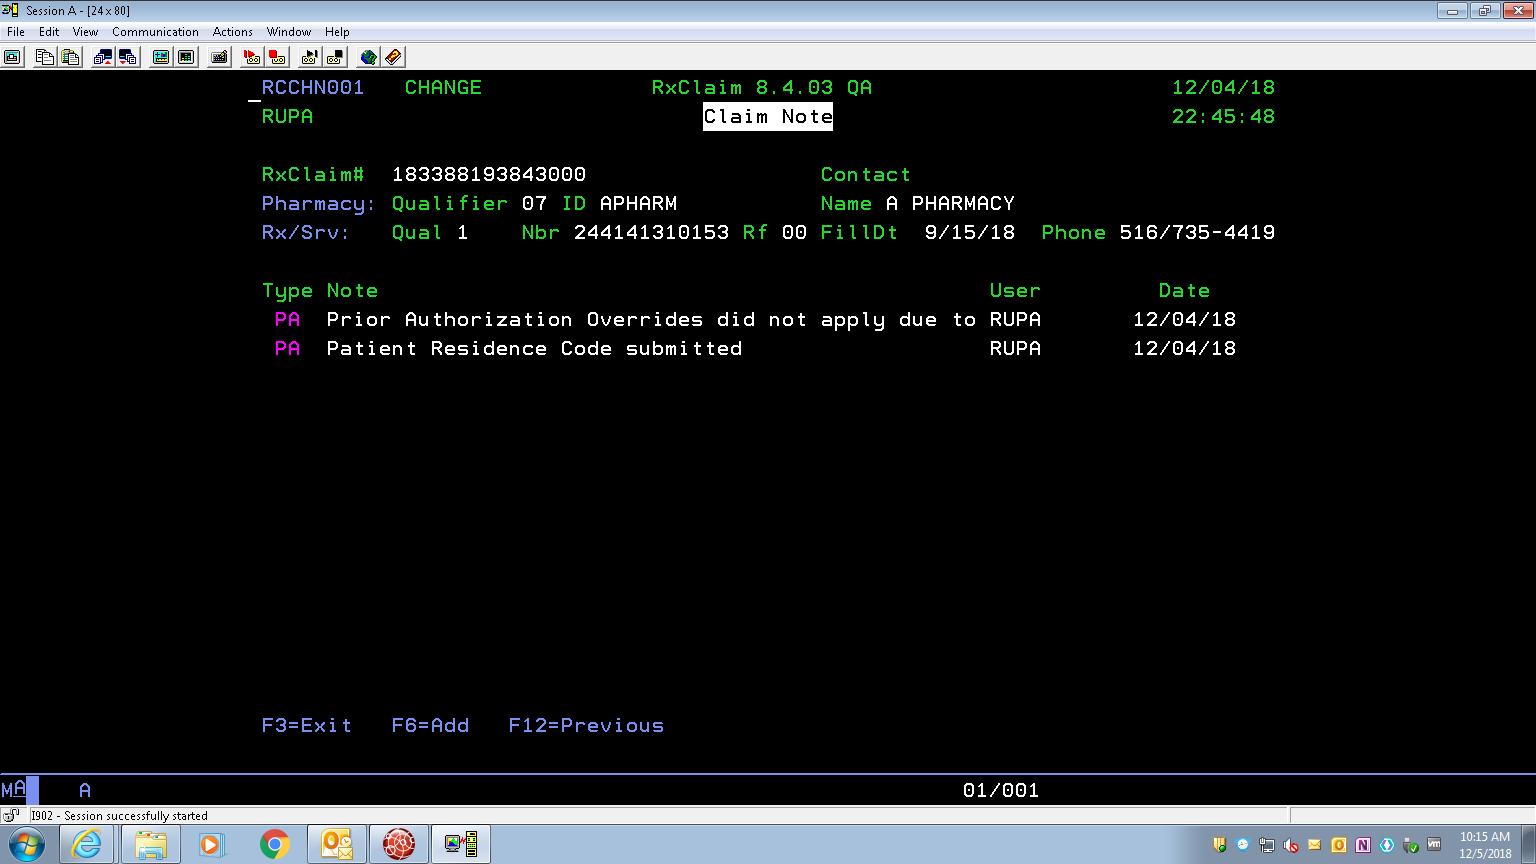 Session A - [24 x 80]
File Edit View Communication Actions Window Help
RCCHN001 CHANGE RxClaim 8.4.03 QA 12/04/18
RUPA Claim Note 22:45:48
RxClaim# 183388193843000 Contact
Pharmacy: Qualifier 07 ID APHARM Name A PHARMACY
Rx/Srv: Qual 1 Nbr 244141310153 Rf 00 FillDt 9/15/18 Phone 516/735-4419
Type Note User Date
PA Prior Authorization Overrides did not apply due to RUPA 12/04/18
PA Patient Residence Code submitted RUPA 12/04/18
F3=Exit F6=Add F12=Previous
MA A 01/001
I902 - Session successfully started
10:15 AM
12/5/2018